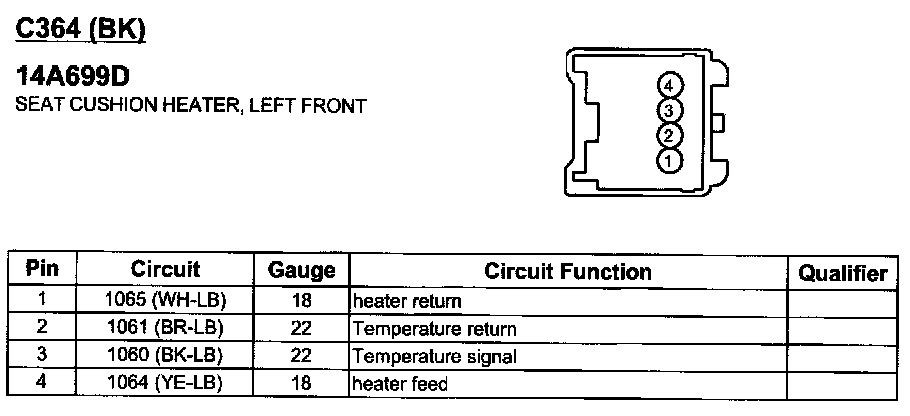 C364 (BK)
14A699D
SEAT CUSHION HEATER, LEFT FRONT
4
3
2
1
Pin Circuit Gauge Circuit Function Qualifier
1 1065 (WH-LB) 18 heater return
2 1061 (BR-LB) 22 Temperature return
3 1060 (BK-LB) 22 Temperature signal
4 1064 (YE-LB) 18 heater feed